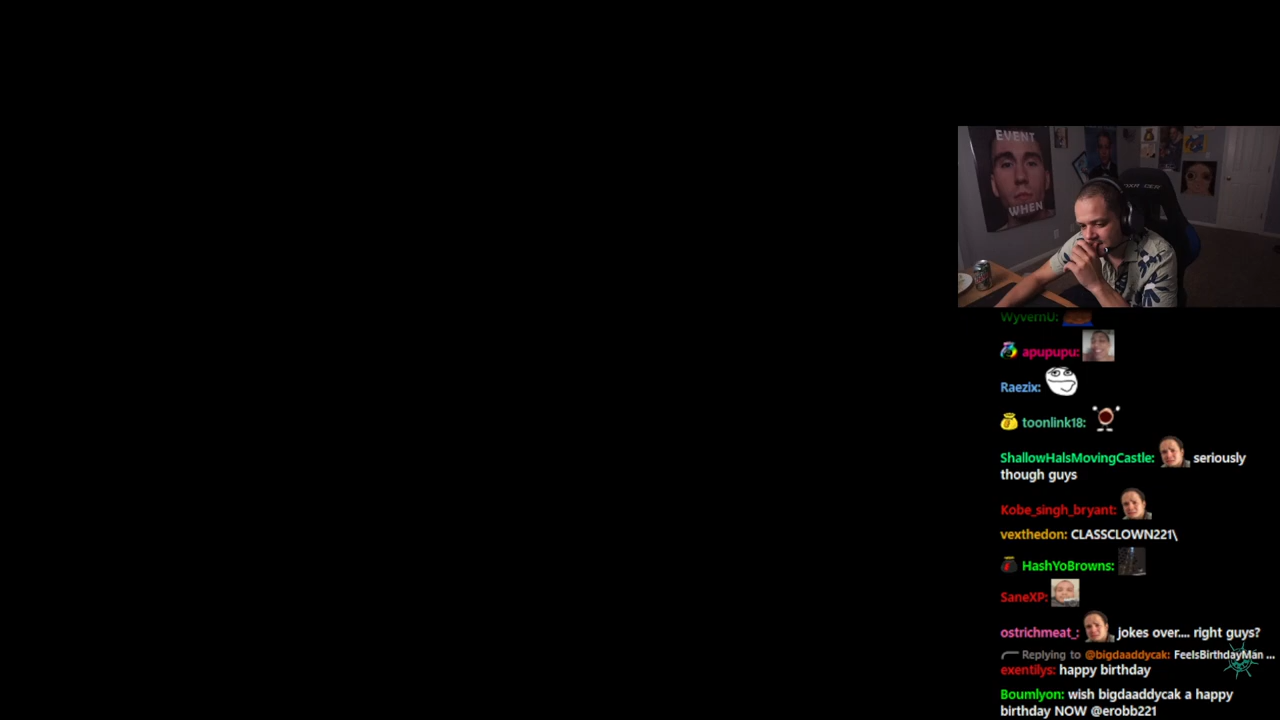 EVENT
WHEN
WyvernU:
apupupu:
Raezix:
toonlink18:
ShallowHalsMovingCastle: seriously
though guys
Kobe_singh_bryant:
vexthedon: CLASSCLOWN221\
HashYoBrowns:
SaneXP:
ostrichmeat_: jokes over.... right guys?
Replying to @bigdaaddycak: FeelsBirthdayMan ...
exentilys: happy birthday
Boumlyon: wish bigdaaddycak a happy
birthday NOW @erobb221